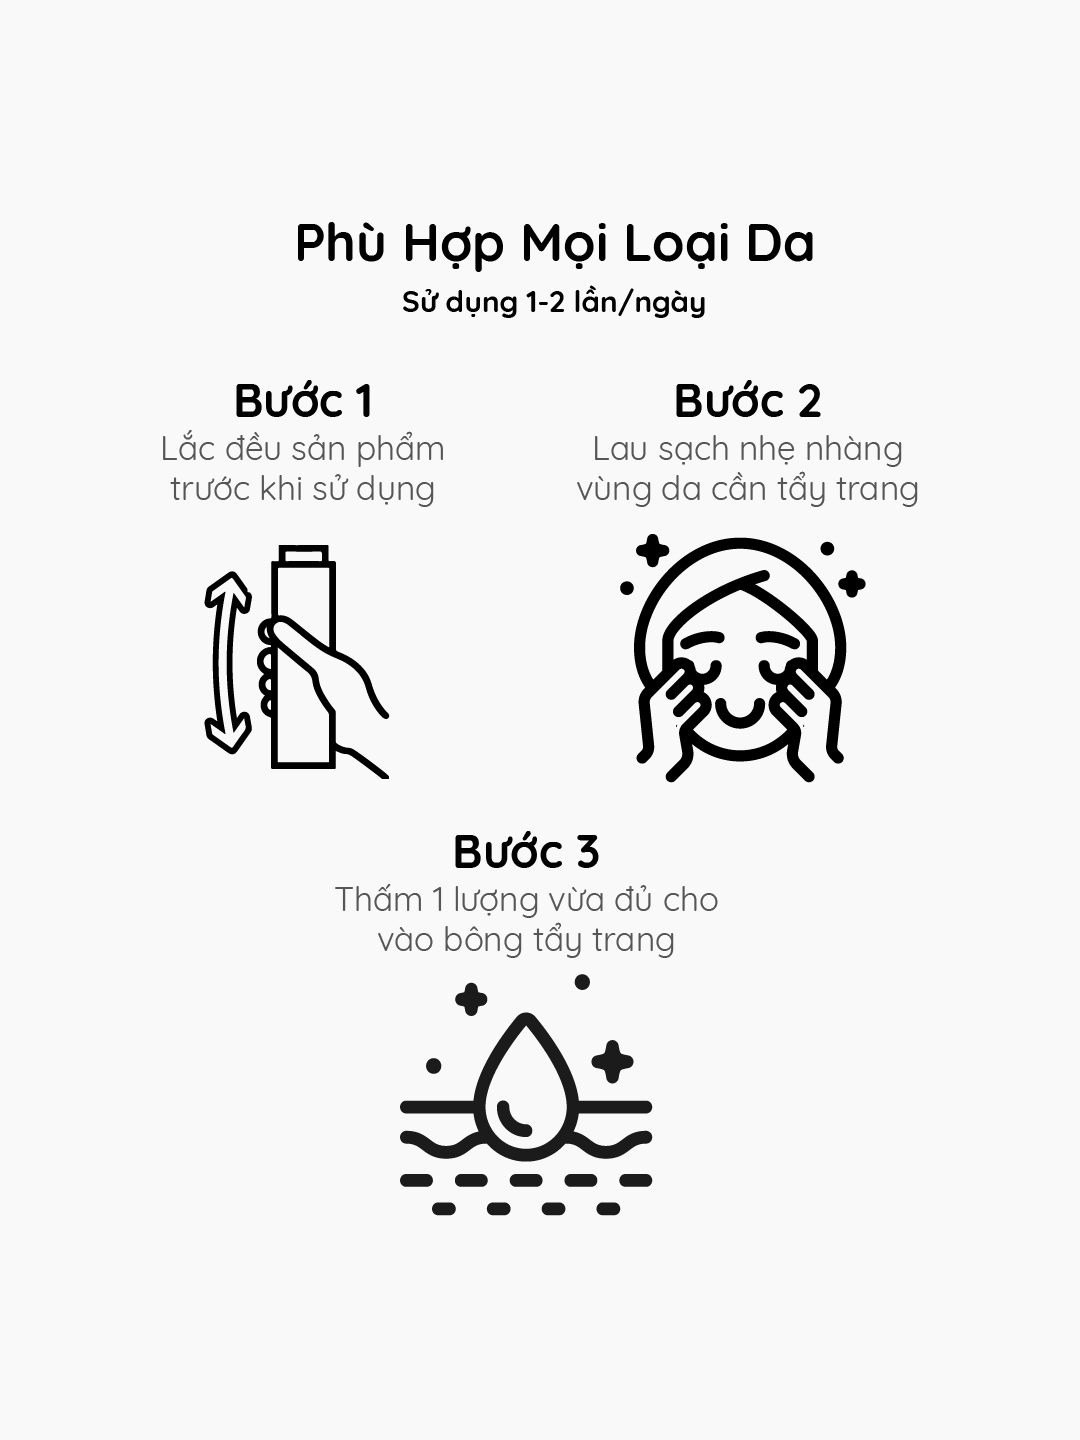 Phù Hợp Mọi Loại Da
Sử dụng 1-2 lần/ngày
Bước 1
Lắc đều sản phẩm
trước khi sử dụng
Bước 2
Lau sạch nhẹ nhàng
vùng da cần tẩy trang
Bước 3
Thấm 1 lượng vừa đủ cho
vào bông tẩy trang